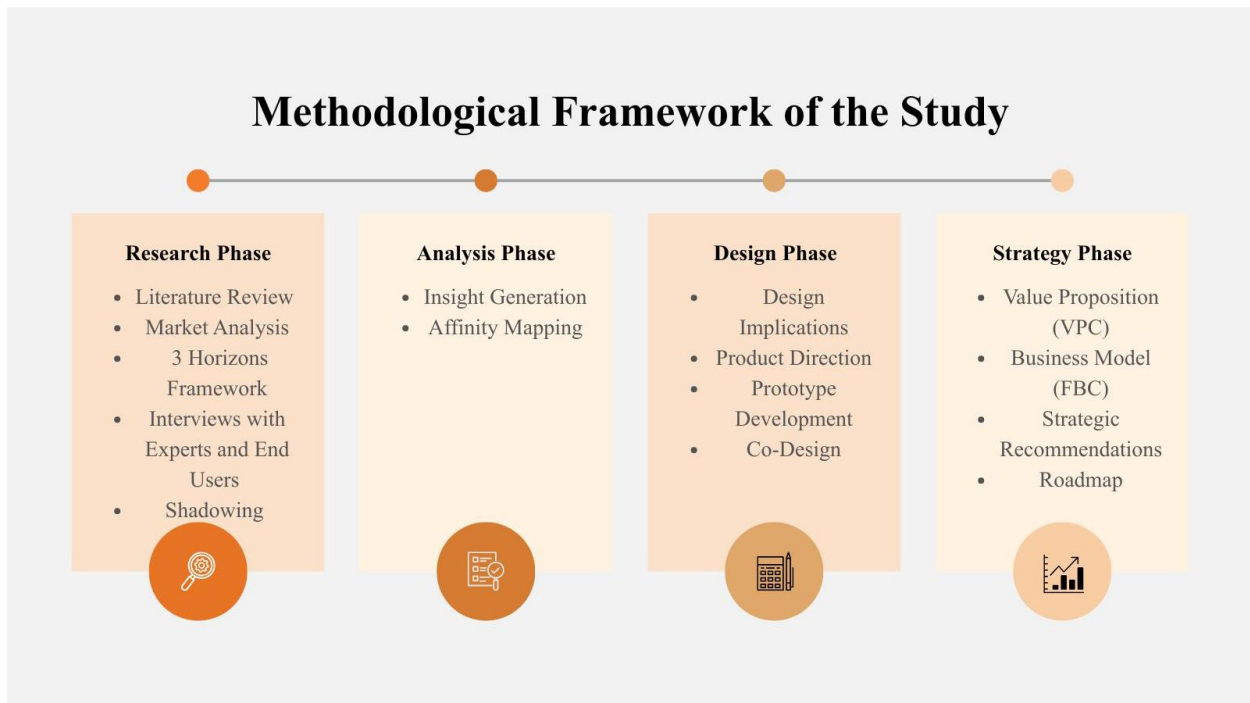 Methodological Framework of the Study
Research Phase
• Literature Review
• Market Analysis
• 3 Horizons
Framework
• Interviews with
Experts and End
Users
• Shadowing
Analysis Phase
• Insight Generation
• Affinity Mapping
Design Phase
• Design
Implications
• Product Direction
• Prototype
Development
• Co-Design
Strategy Phase
• Value Proposition
(VPC)
• Business Model
(FBC)
• Strategic
Recommendations
• Roadmap